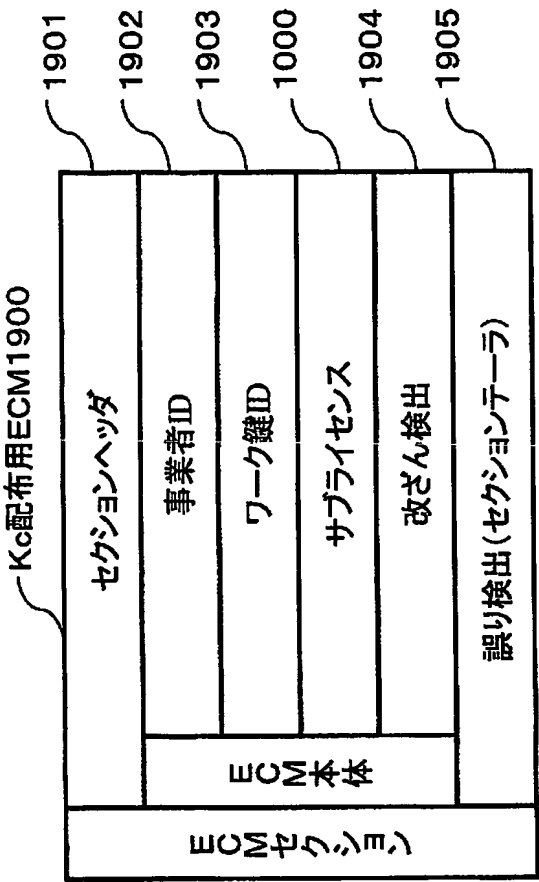 Kc配布用ECM1900
ECMセクション
セクションヘッダ
1901
ECM本体
事業者ID
1902
ワーク鍵ID
1903
サブライセンス
1000
改ざん検出
1904
誤り検出(セクションテーラ)
1905